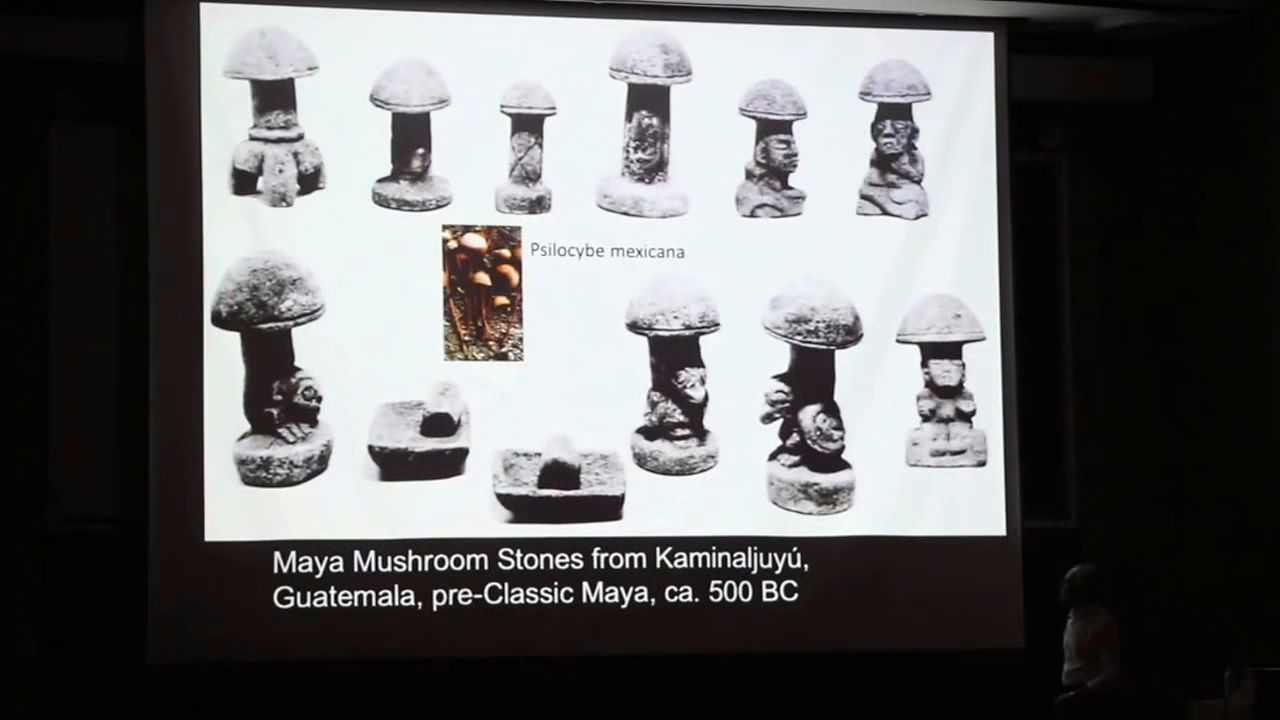 Psilocybe mexicana
Maya Mushroom Stones from Kaminaljuyú,
Guatemala, pre-Classic Maya, ca. 500 BC